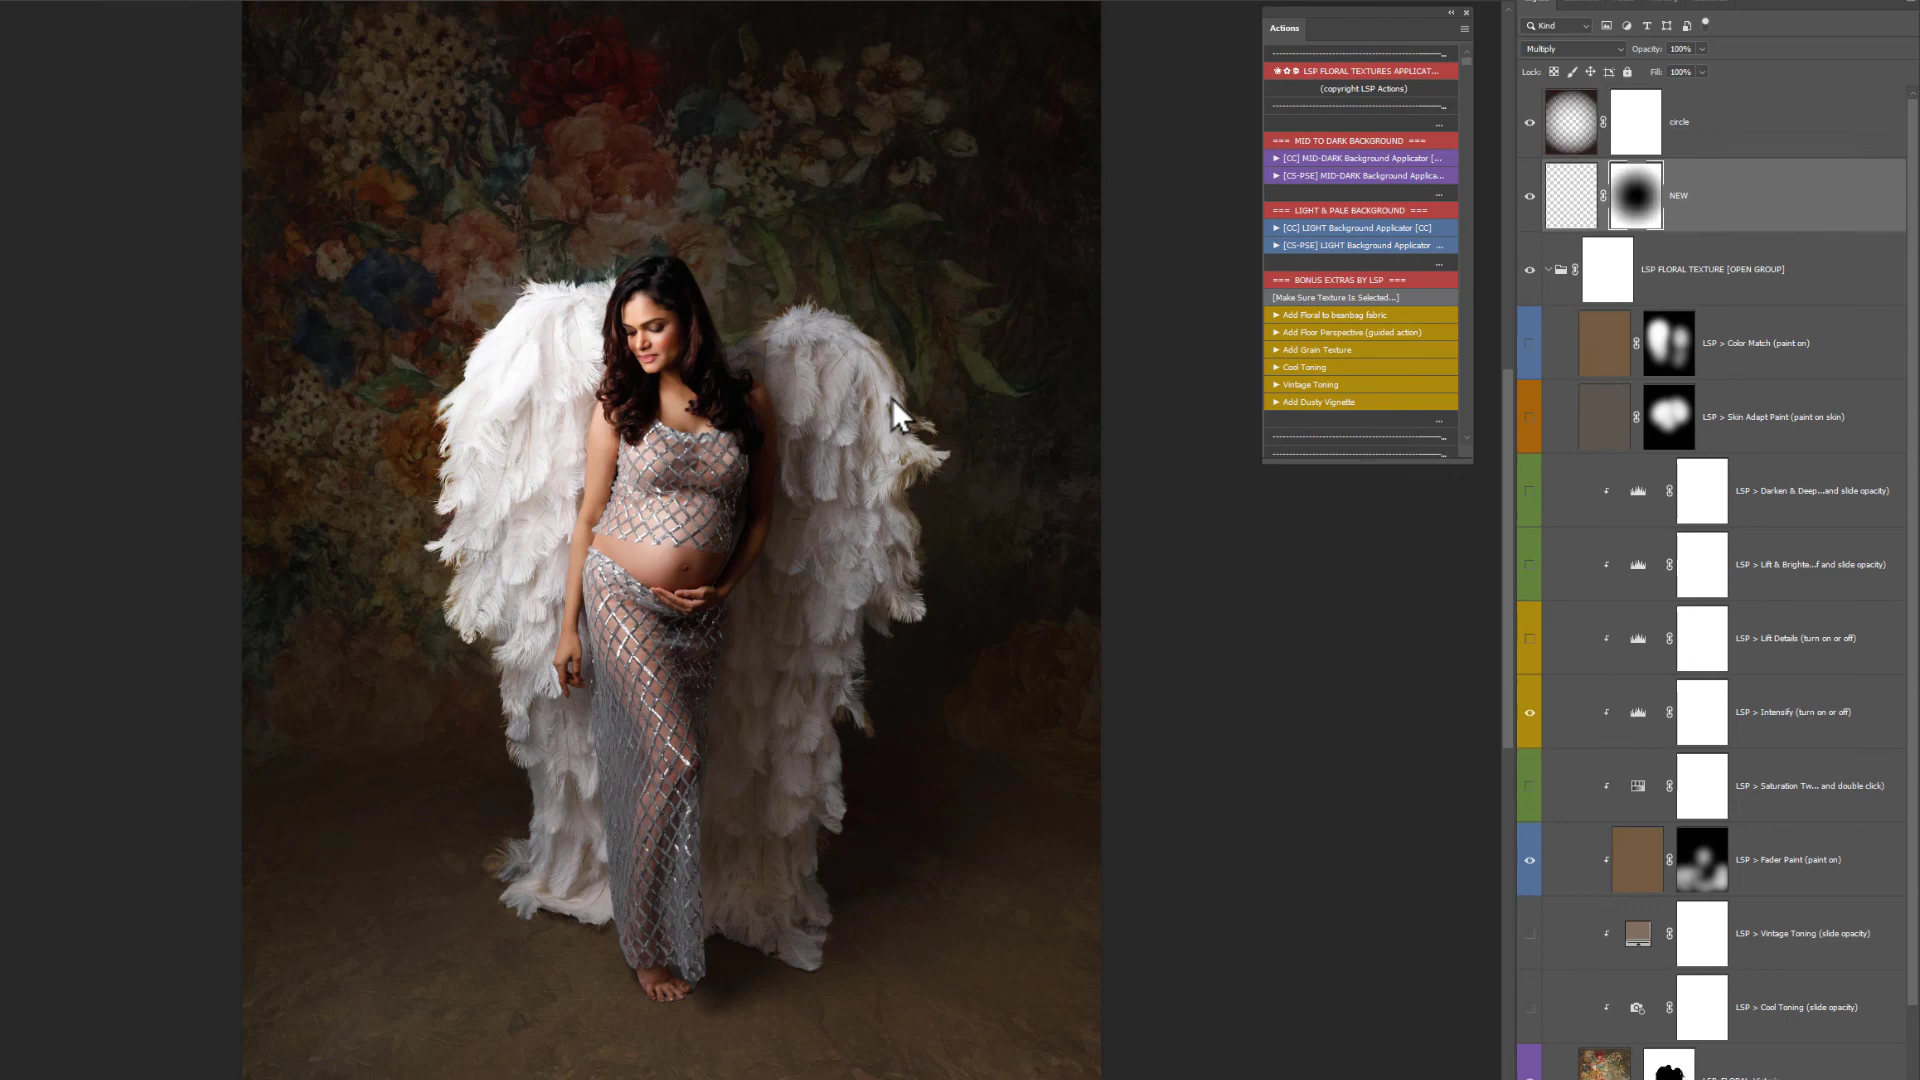 Actions
❀✿❁ LSP FLORAL TEXTURES APPLICAT...
(copyright LSP Actions)
...
=== MID TO DARK BACKGROUND ===
[CC] MID-DARK Background Applicator [...
[CS-PSE] MID-DARK Background Applica...
...
=== LIGHT & PALE BACKGROUND ===
[CC] LIGHT Background Applicator [CC]
[CS-PSE] LIGHT Background Applicator ...
...
=== BONUS EXTRAS BY LSP ===
[Make Sure Texture Is Selected...]
Add Floral to beanbag fabric
Add Floor Perspective (guided action)
Add Grain Texture
Cool Toning
Vintage Toning
Add Dusty Vignette
...
Kind
Multiply Opacity: 100%
Lock: Fill: 100%
circle
NEW
LSP FLORAL TEXTURE [OPEN GROUP]
LSP > Color Match (paint on)
LSP > Skin Adapt Paint (paint on skin)
LSP > Darken & Deep...and slide opacity)
LSP > Lift & Brighte...f and slide opacity)
LSP > Lift Details (turn on or off)
LSP > Intensify (turn on or off)
LSP > Saturation Tw... and double click)
LSP > Fader Paint (paint on)
LSP > Vintage Toning (slide opacity)
LSP > Cool Toning (slide opacity)